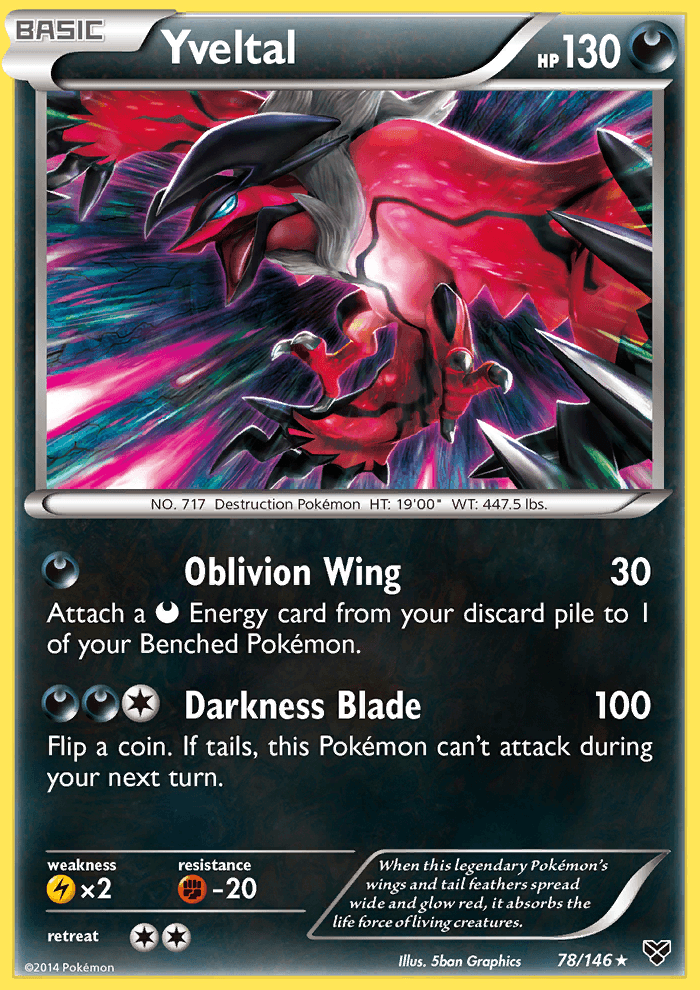 BASIC
Yveltal
HP 130
NO. 717 Destruction Pokémon HT: 19'00" WT: 447.5 lbs.
Oblivion Wing 30
Attach a Energy card from your discard pile to 1
of your Benched Pokémon.
Darkness Blade 100
Flip a coin. If tails, this Pokémon can't attack during
your next turn.
weakness resistance
×2 -20
When this legendary Pokémon's
wings and tail feathers spread
wide and glow red, it absorbs the
life force of living creatures.
retreat
©2014 Pokémon
Illus. 5ban Graphics 78/146 ★